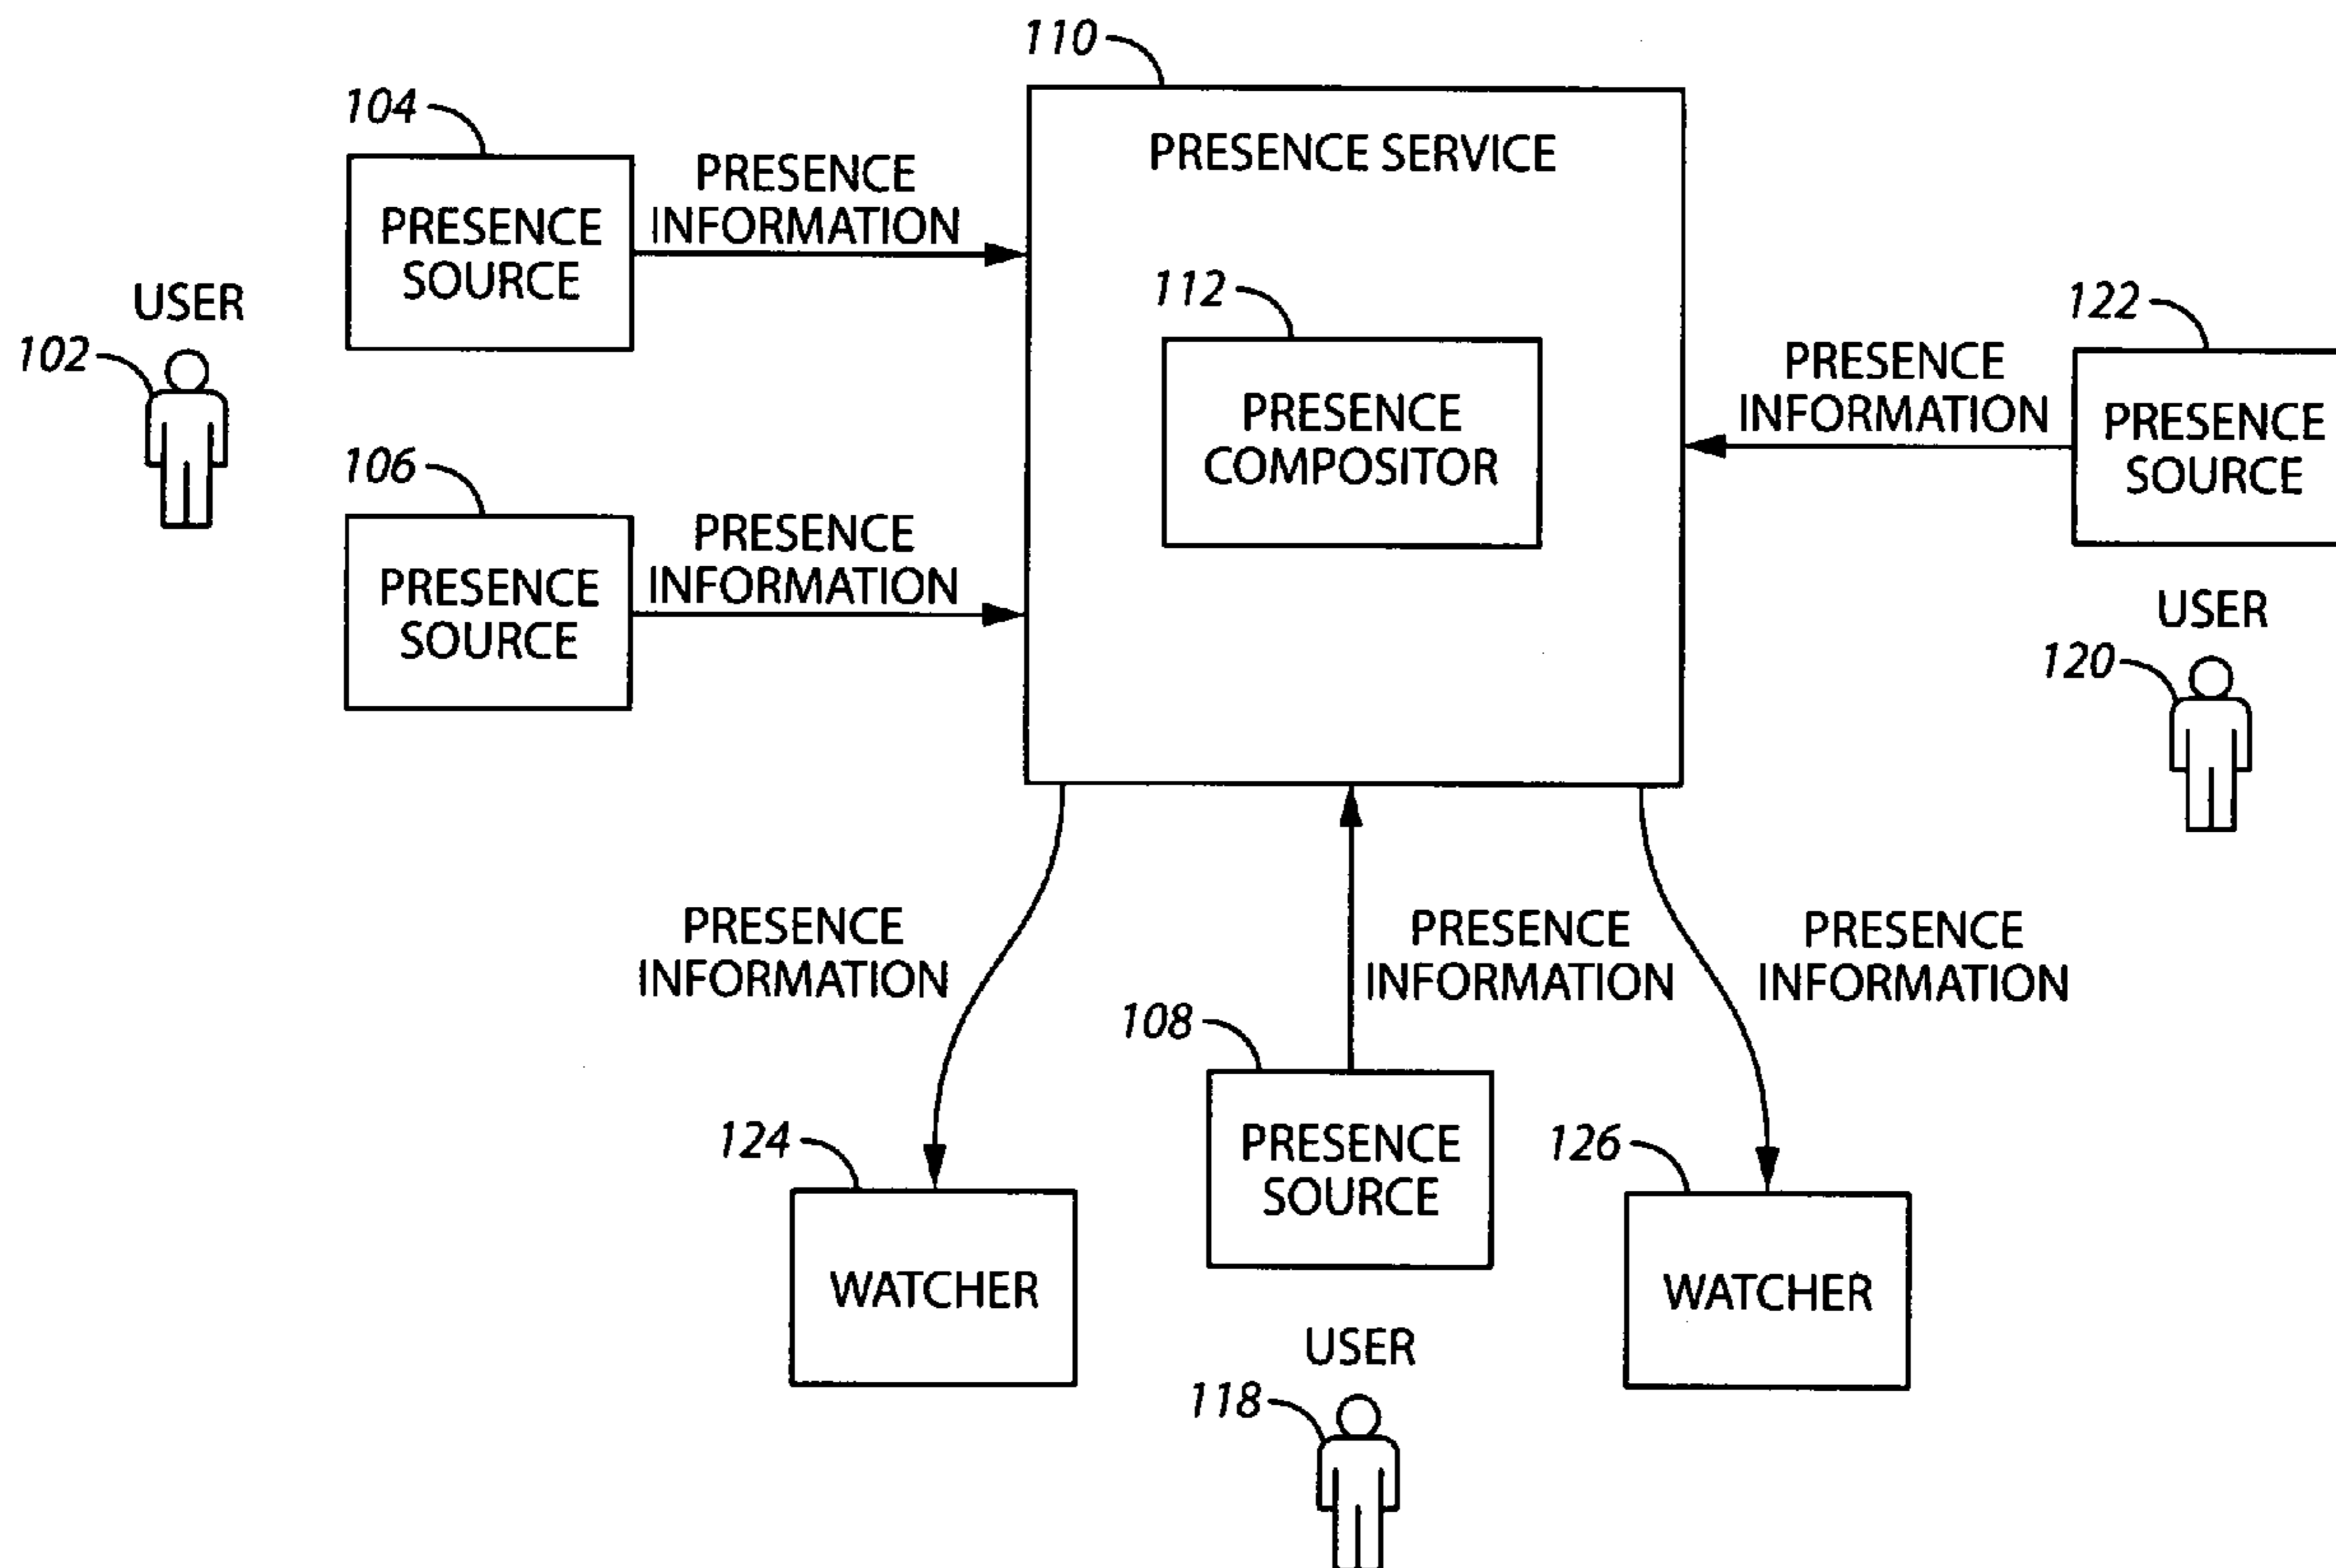 110
104
PRESENCE SERVICE
PRESENCE
INFORMATION
PRESENCE
SOURCE
112
122
USER
102
PRESENCE
COMPOSITOR
PRESENCE
INFORMATION
PRESENCE
SOURCE
106
PRESENCE
INFORMATION
PRESENCE
SOURCE
USER
120
PRESENCE
INFORMATION
PRESENCE
INFORMATION
PRESENCE
INFORMATION
108
124
PRESENCE
SOURCE
126
WATCHER
WATCHER
USER
118